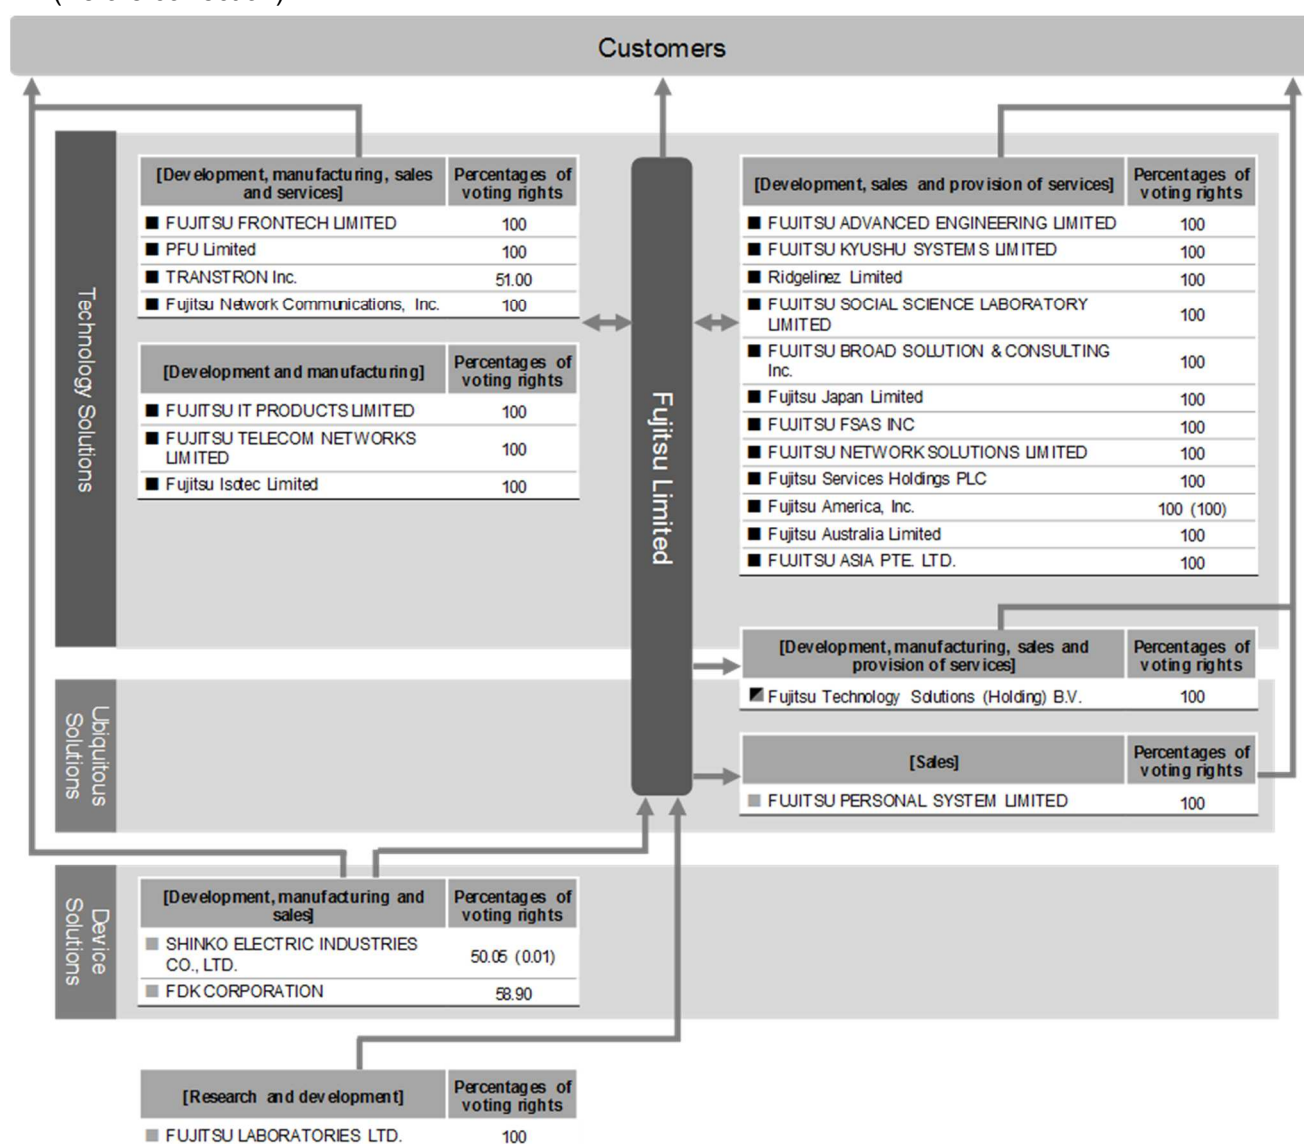 Customers
Technology Solutions
[Development, manufacturing, sales
and services]
Percentages of
voting rights
■ FUJITSU FRONTECH LIMITED 100
■ PFU Limited 100
■ TRANSTRON Inc. 51.00
■ Fujitsu Network Communications, Inc. 100
[Development and manufacturing]
Percentages of
voting rights
■ FUJITSU IT PRODUCTS LIMITED 100
■ FUJITSU TELECOM NETWORKS
LIMITED 100
■ Fujitsu Isotec Limited 100
Fujitsu Limited
[Development, sales and provision of services]
Percentages of
voting rights
■ FUJITSU ADVANCED ENGINEERING LIMITED 100
■ FUJITSU KYUSHU SYSTEMS LIMITED 100
■ Ridgelinez Limited 100
■ FUJITSU SOCIAL SCIENCE LABORATORY
LIMITED 100
■ FUJITSU BROAD SOLUTION & CONSULTING
Inc. 100
■ Fujitsu Japan Limited 100
■ FUJITSU FSAS INC 100
■ FUJITSU NETWORK SOLUTIONS LIMITED 100
■ Fujitsu Services Holdings PLC 100
■ Fujitsu America, Inc. 100 (100)
■ Fujitsu Australia Limited 100
■ FUJITSU ASIA PTE. LTD. 100
[Development, manufacturing, sales and
provision of services]
Percentages of
voting rights
Fujitsu Technology Solutions (Holding) B.V. 100
Ubiquitous
Solutions
[Sales]
Percentages of
voting rights
■ FUJITSU PERSONAL SYSTEM LIMITED 100
Device
Solutions
[Development, manufacturing and
sales]
Percentages of
voting rights
■ SHINKO ELECTRIC INDUSTRIES
CO., LTD. 50.05 (0.01)
■ FDK CORPORATION 58.90
[Research and development]
Percentages of
voting rights
■ FUJITSU LABORATORIES LTD. 100